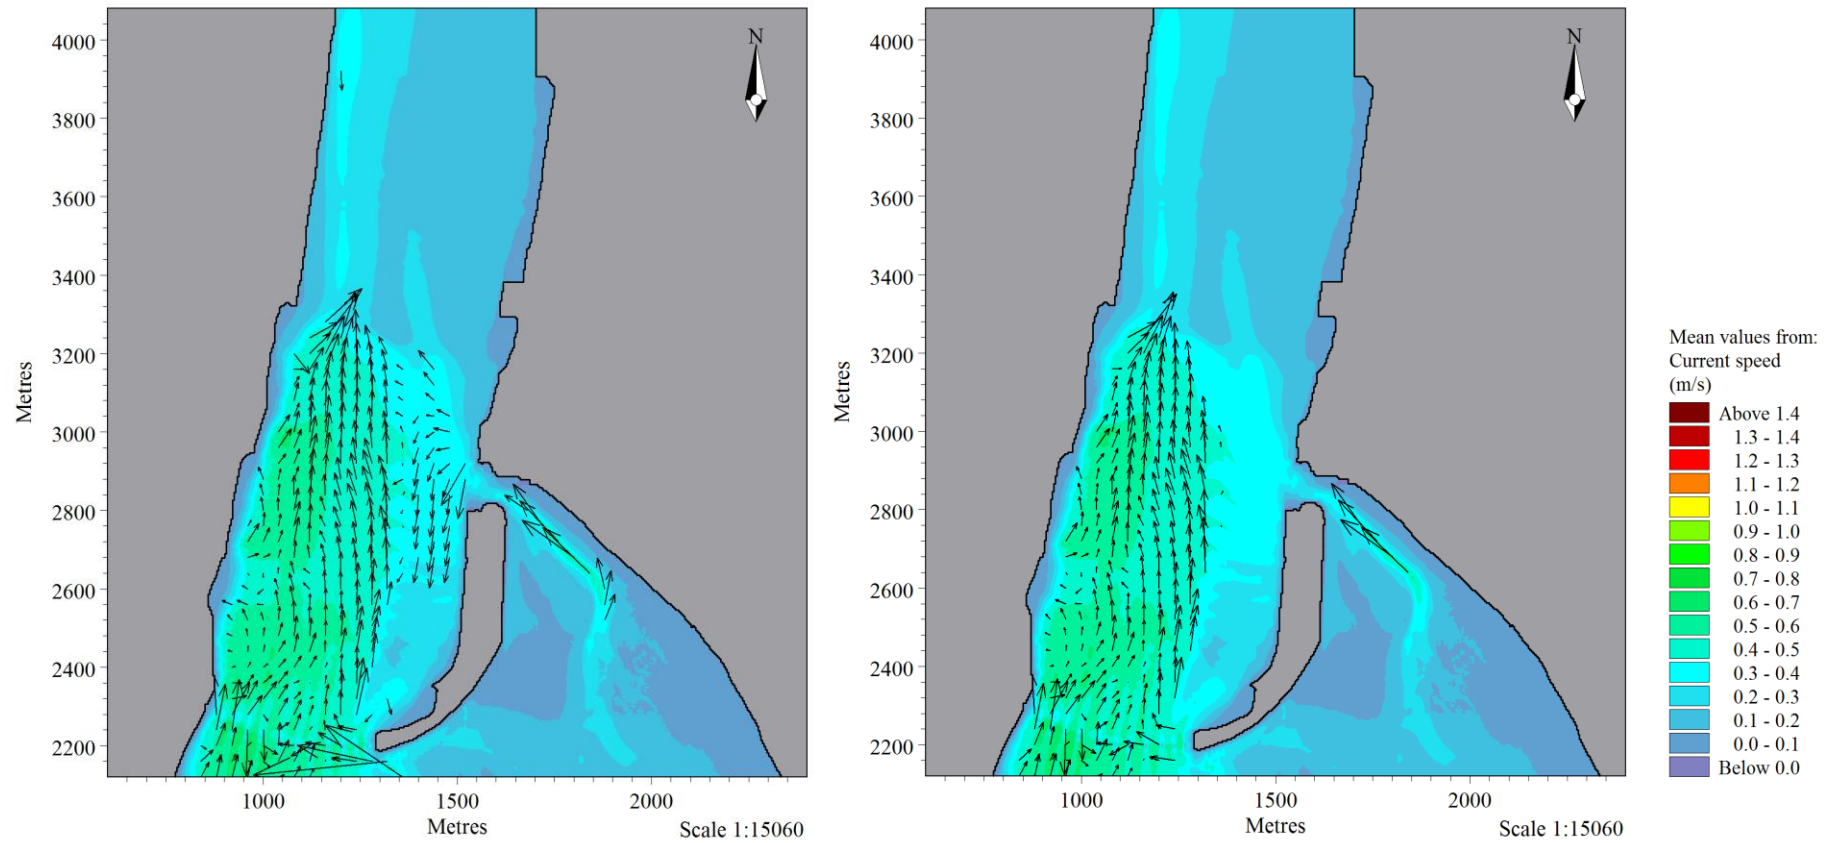 N
4000
3800
3600
3400
3200
3000
2800
2600
2400
2200
Metres
1000 1500 2000
Metres
Scale 1:15060
N
4000
3800
3600
3400
3200
3000
2800
2600
2400
2200
Metres
1000 1500 2000
Metres
Scale 1:15060
Mean values from:
Current speed
(m/s)
Above 1.4
1.3 - 1.4
1.2 - 1.3
1.1 - 1.2
1.0 - 1.1
0.9 - 1.0
0.8 - 0.9
0.7 - 0.8
0.6 - 0.7
0.5 - 0.6
0.4 - 0.5
0.3 - 0.4
0.2 - 0.3
0.1 - 0.2
0.0 - 0.1
Below 0.0